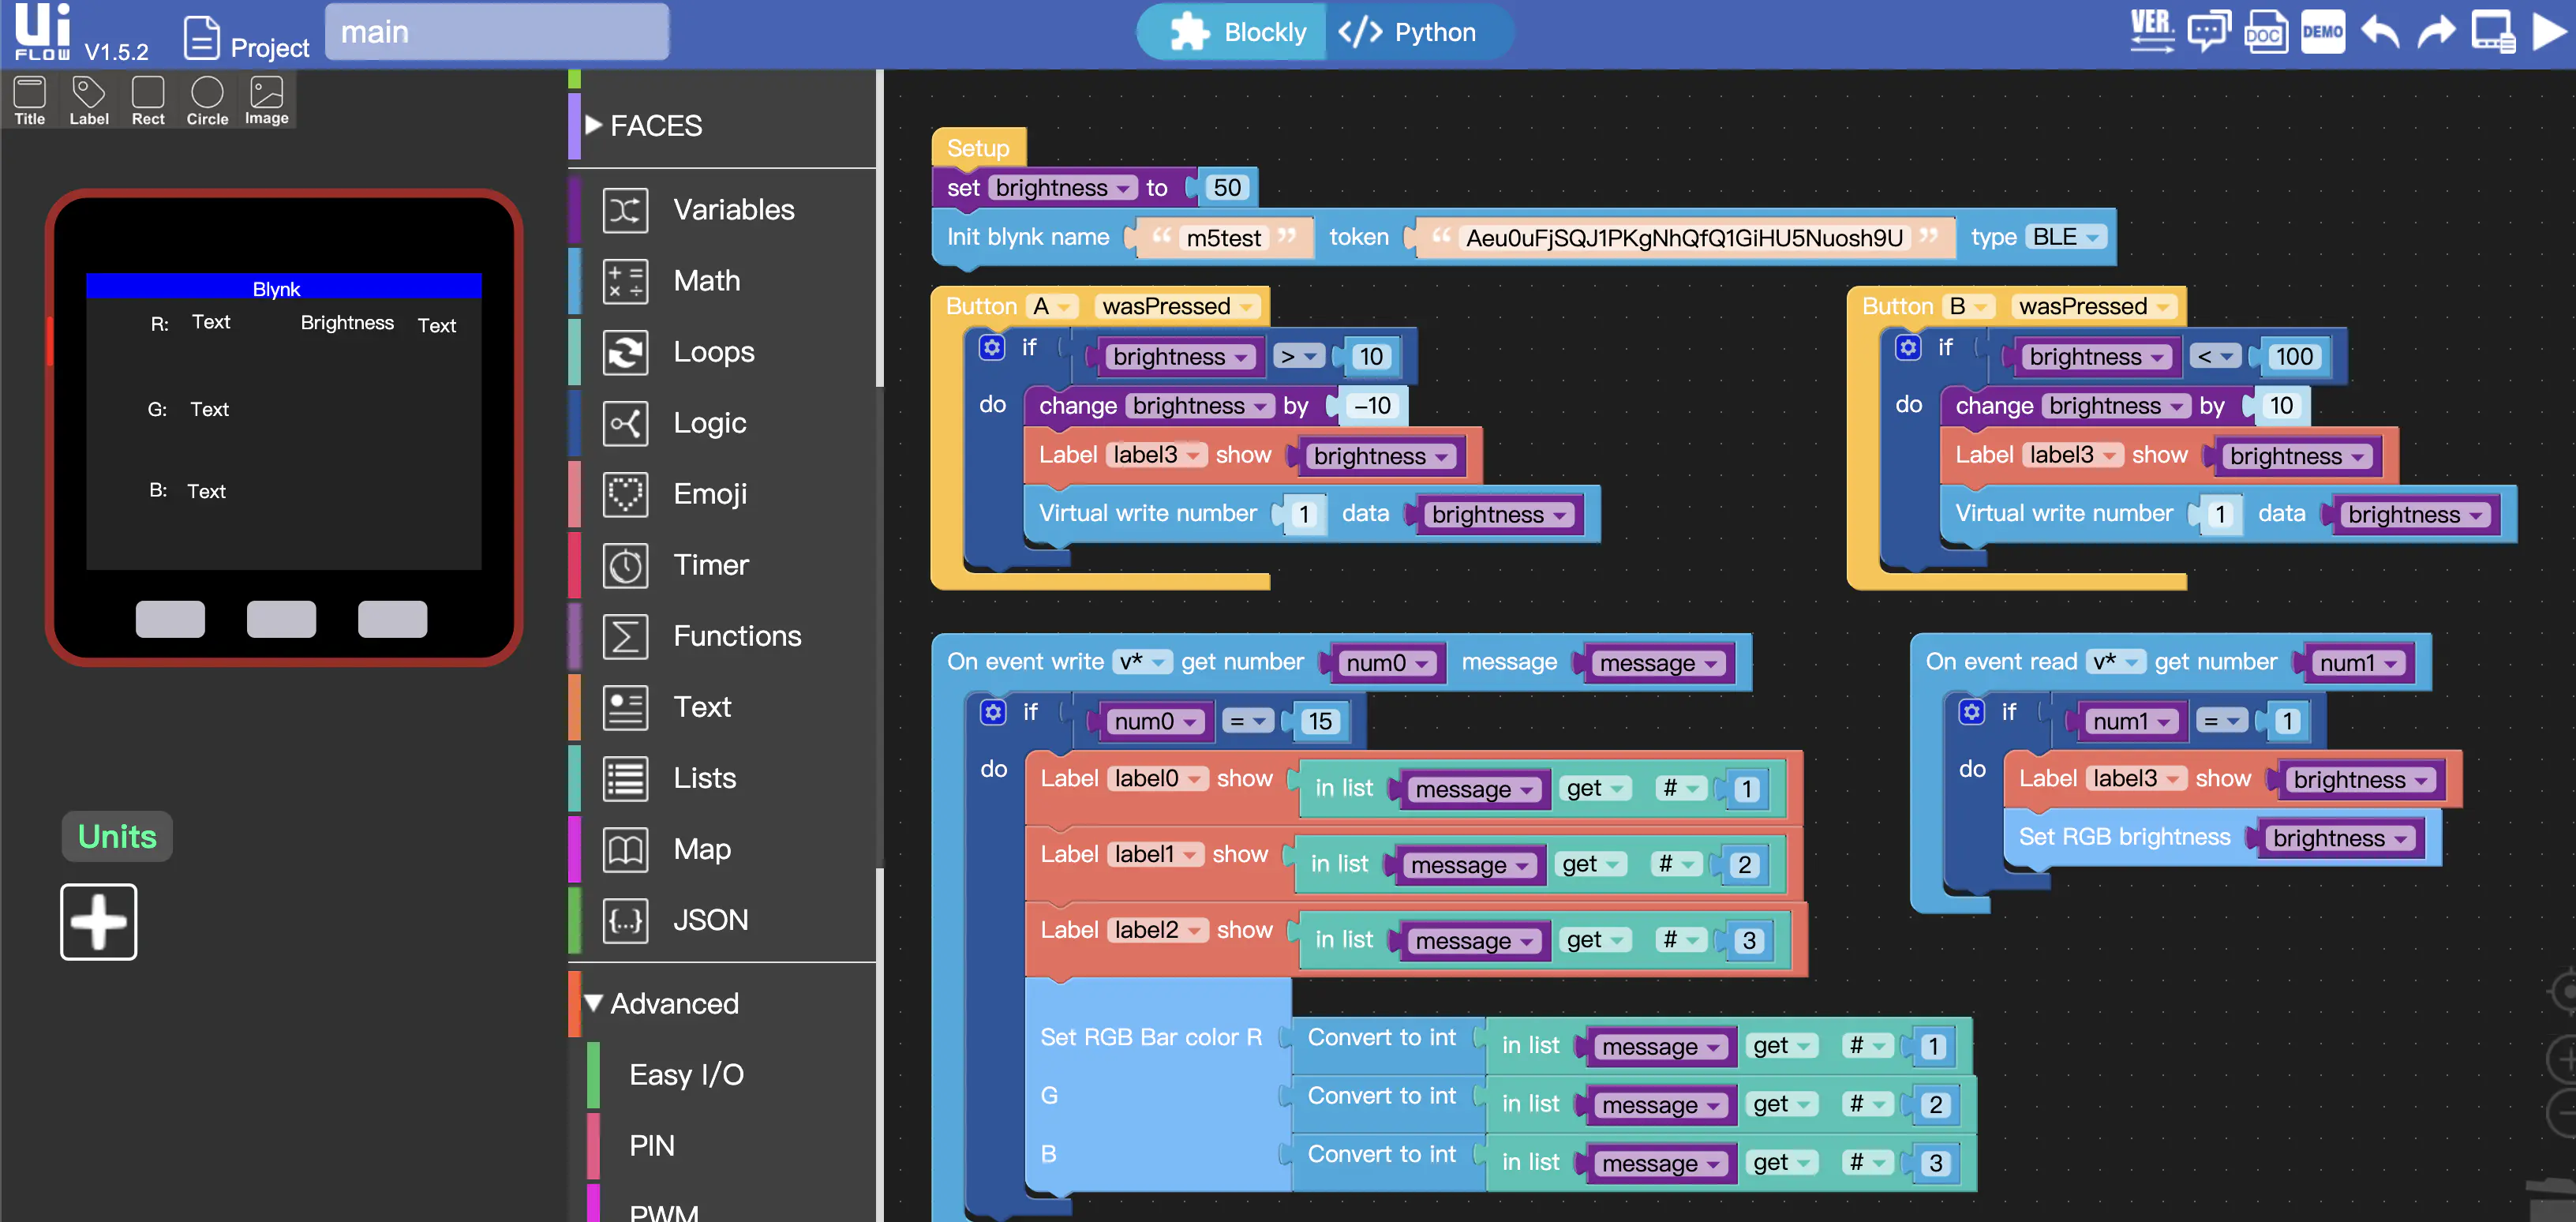 Ui FLOW V1.5.2 Project main Blockly </> Python VER. DOC DEMO
Title Label Rect Circle Image
Blynk
R: Text Brightness Text
G: Text
B: Text
Units
FACES
Variables
Math
Loops
Logic
Emoji
Timer
Functions
Text
Lists
Map
JSON
Advanced
Easy I/O
PIN
PWM
Setup
set brightness to 50
Init blynk name “ m5test ” token “ Aeu0uFjSQJ1PKgNhQfQ1GiHU5Nuosh9U ” type BLE
Button A wasPressed
if brightness > 10
do change brightness by -10
Label label3 show brightness
Virtual write number 1 data brightness
Button B wasPressed
if brightness < 100
do change brightness by 10
Label label3 show brightness
Virtual write number 1 data brightness
On event write v* get number num0 message message
if num0 = 15
do Label label0 show in list message get # 1
Label label1 show in list message get # 2
Label label2 show in list message get # 3
Set RGB Bar color R Convert to int in list message get # 1
G Convert to int in list message get # 2
B Convert to int in list message get # 3
On event read v* get number num1
if num1 = 1
do Label label3 show brightness
Set RGB brightness brightness